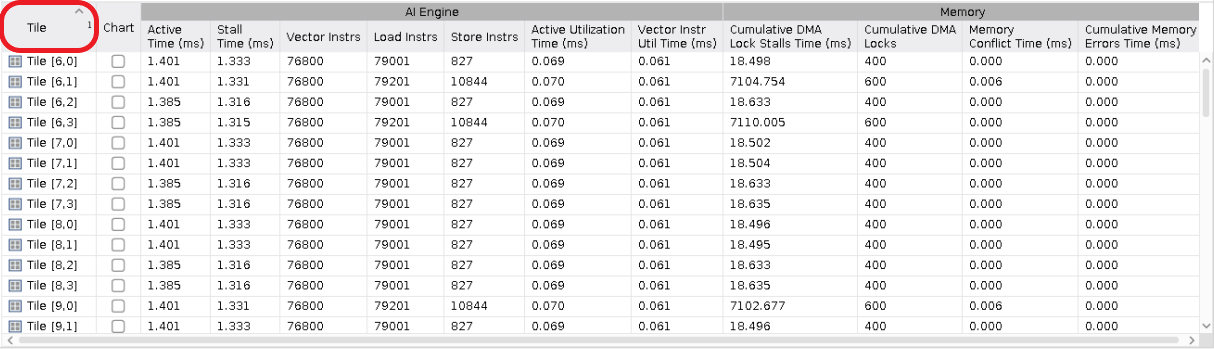 AI Engine Memory
Tile 1 Chart Active Time (ms) Stall Time (ms) Vector Instrs Load Instrs Store Instrs Active Utilization Time (ms) Vector Instr Util Time (ms) Cumulative DMA Lock Stalls Time (ms) Cumulative DMA Locks Memory Conflict Time (ms) Cumulative Memory Errors Time (ms)
Tile [6,0] 1.401 1.333 76800 79001 827 0.069 0.061 18.498 400 0.000 0.000
Tile [6,1] 1.401 1.331 76800 79201 10844 0.070 0.061 7104.754 600 0.006 0.000
Tile [6,2] 1.385 1.316 76800 79001 827 0.069 0.061 18.633 400 0.000 0.000
Tile [6,3] 1.385 1.315 76800 79201 10844 0.070 0.061 7110.005 600 0.006 0.000
Tile [7,0] 1.401 1.333 76800 79001 827 0.069 0.061 18.502 400 0.000 0.000
Tile [7,1] 1.401 1.333 76800 79001 827 0.069 0.061 18.504 400 0.000 0.000
Tile [7,2] 1.385 1.316 76800 79001 827 0.069 0.061 18.633 400 0.000 0.000
Tile [7,3] 1.385 1.316 76800 79001 827 0.069 0.061 18.635 400 0.000 0.000
Tile [8,0] 1.401 1.333 76800 79001 827 0.069 0.061 18.496 400 0.000 0.000
Tile [8,1] 1.401 1.333 76800 79001 827 0.069 0.061 18.495 400 0.000 0.000
Tile [8,2] 1.385 1.316 76800 79001 827 0.069 0.061 18.633 400 0.000 0.000
Tile [8,3] 1.385 1.316 76800 79001 827 0.069 0.061 18.635 400 0.000 0.000
Tile [9,0] 1.401 1.331 76800 79201 10844 0.070 0.061 7102.677 600 0.006 0.000
Tile [9,1] 1.401 1.333 76800 79001 827 0.069 0.061 18.496 400 0.000 0.000